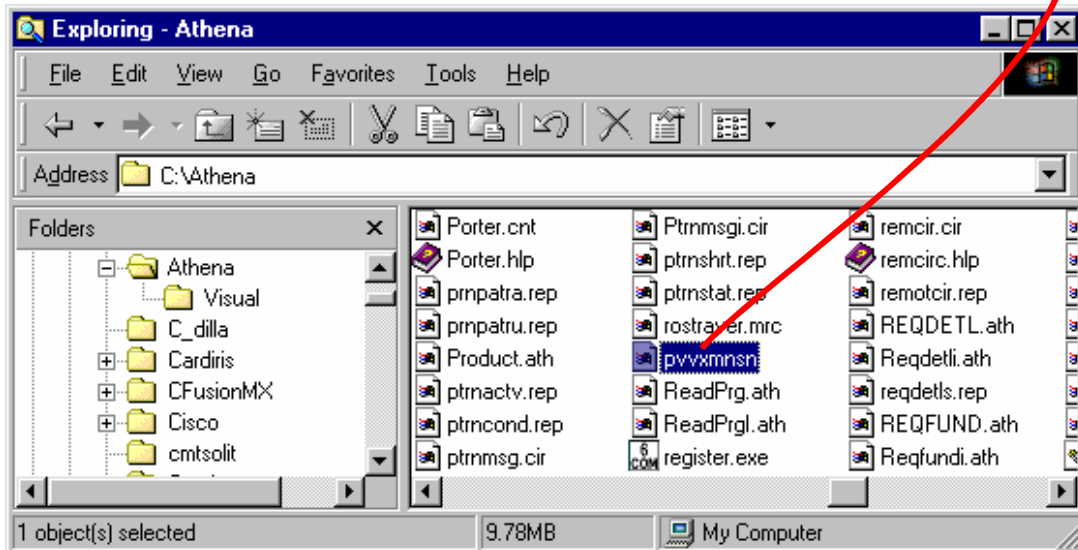 Exploring - Athena
File Edit View Go Favorites Tools Help
Address C:\Athena
Folders
Athena
Visual
C_dilla
Cardiris
CFusionMX
Cisco
cmtsolit
Porter.cnt
Porter.hlp
prnpatra.rep
prnpatru.rep
Product.ath
ptrnactv.rep
ptrncond.rep
ptrnmsg.cir
Ptrnmsgi.cir
ptrnshrt.rep
ptrnstat.rep
rostraver.mrc
pvvxmnsn
ReadPrg.ath
ReadPrgl.ath
register.exe
remcir.cir
remcirc.hlp
remotcir.rep
REQDETL.ath
Reqdetli.ath
reqdetls.rep
REQFUND.ath
Reqfundi.ath
1 object(s) selected 9.78MB My Computer